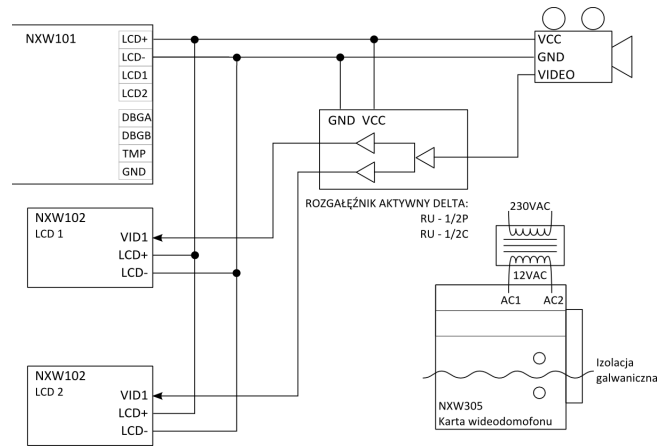 NXW101
LCD+
LCD-
LCD1
LCD2
DBGA
DBGB
TMP
GND
VCC
GND
VIDEO
GND VCC
ROZGAŁĘŹNIK AKTYWNY DELTA:
RU - 1/2P
RU - 1/2C
NXW102
LCD 1
VID1
LCD+
LCD-
230VAC
12VAC
AC1 AC2
NXW102
LCD 2
VID1
LCD+
LCD-
Izolacja
galwaniczna
NXW305
Karta wideodomofonu